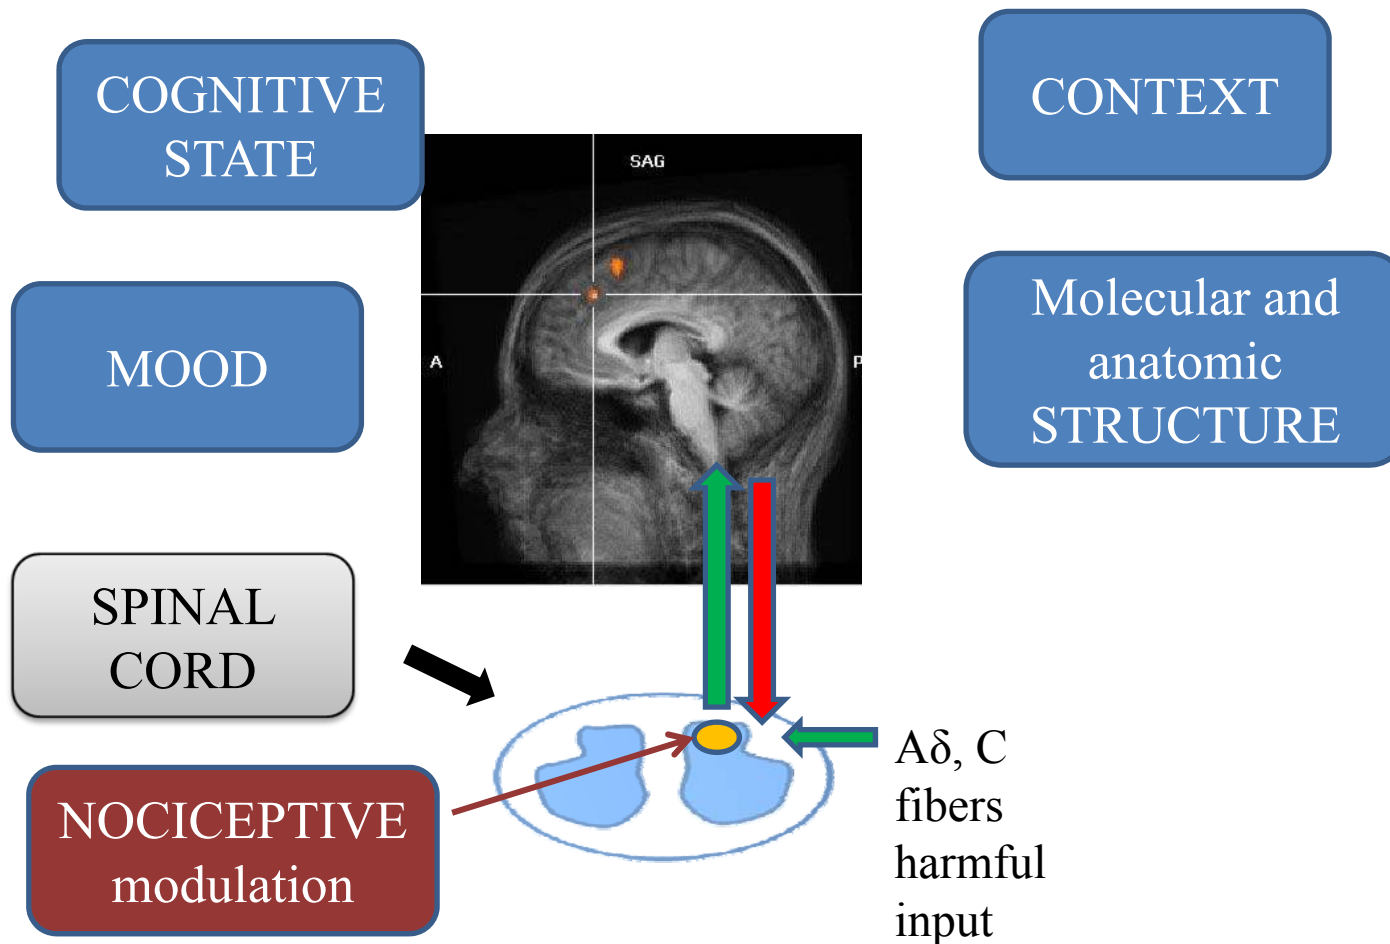 COGNITIVE
STATE
CONTEXT
SAG
MOOD
A
P
Molecular and
anatomic
STRUCTURE
SPINAL
CORD
NOCICEPTIVE
modulation
Aδ, C
fibers
harmful
input